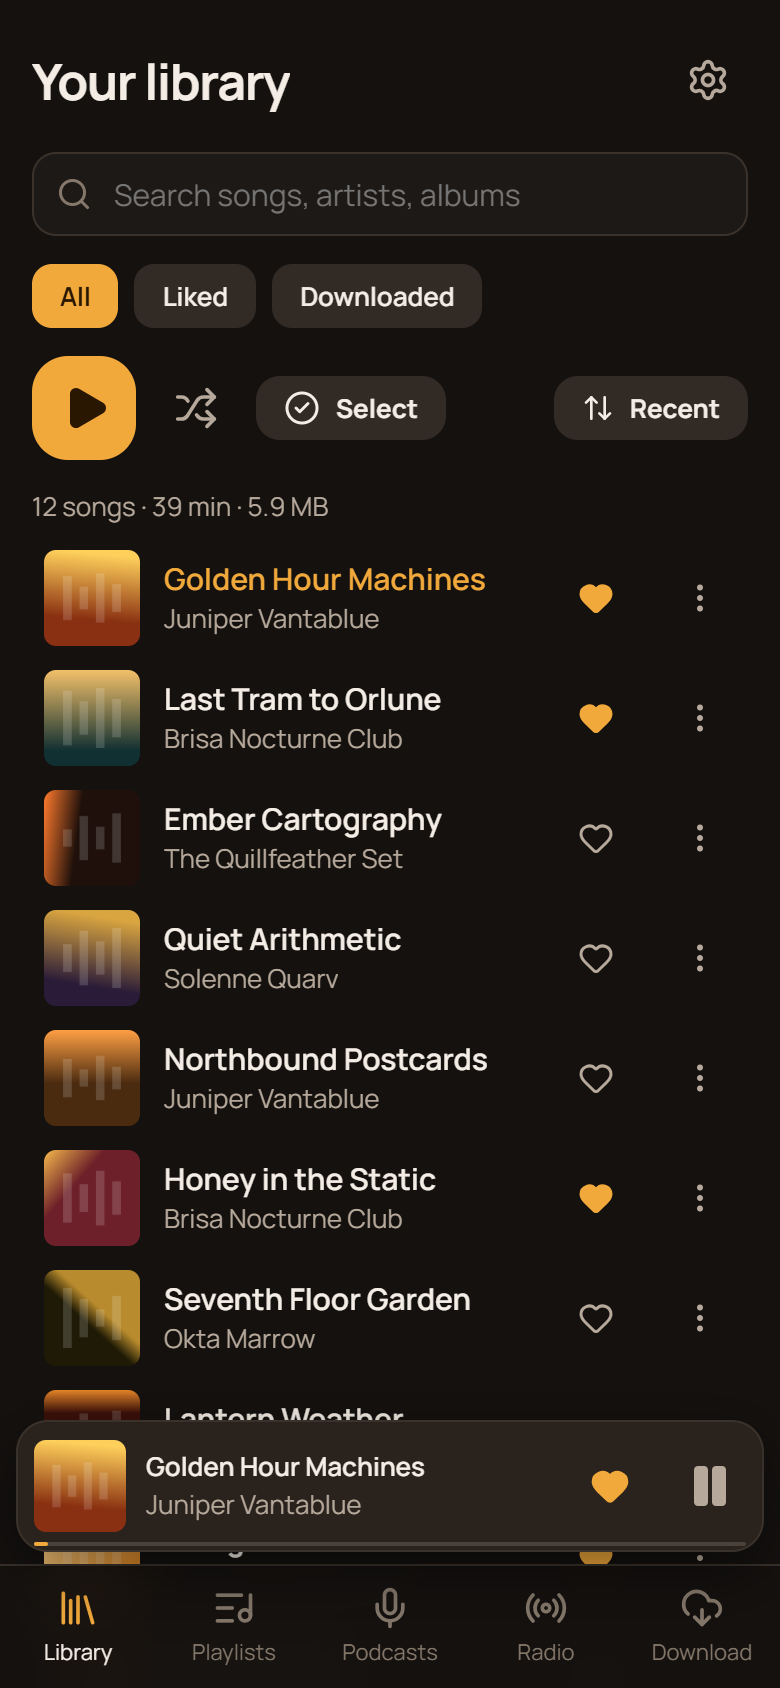 Your library
Search songs, artists, albums
All
Liked
Downloaded
Select
Recent
12 songs · 39 min · 5.9 MB
Golden Hour Machines
Juniper Vantablue
Last Tram to Orlune
Brisa Nocturne Club
Ember Cartography
The Quillfeather Set
Quiet Arithmetic
Solenne Quarv
Northbound Postcards
Juniper Vantablue
Honey in the Static
Brisa Nocturne Club
Seventh Floor Garden
Okta Marrow
Lantern Weather
Golden Hour Machines
Juniper Vantablue
Library
Playlists
Podcasts
Radio
Download